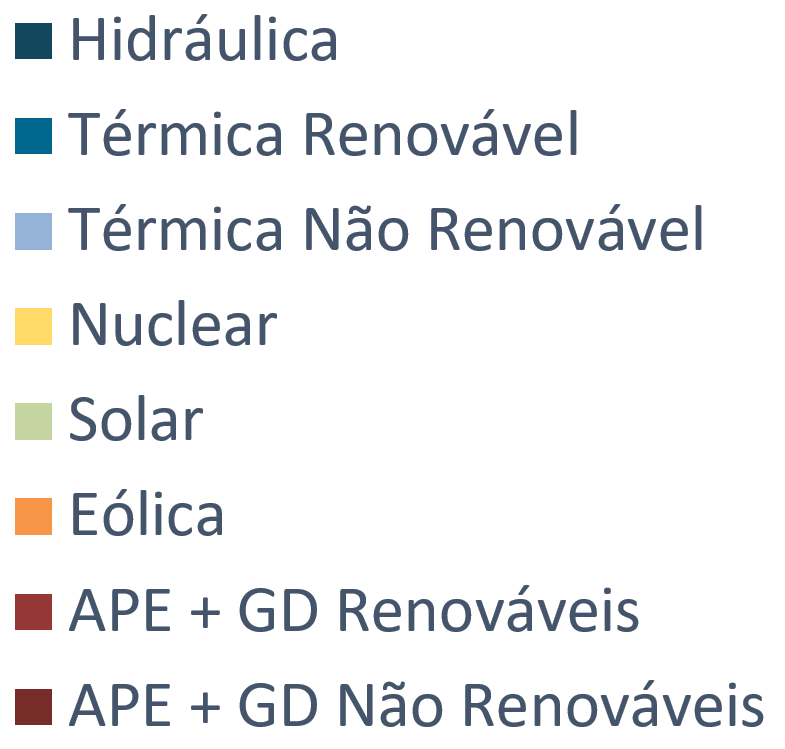 Hidráulica
Térmica Renovável
Térmica Não Renovável
Nuclear
Solar
Eólica
APE + GD Renováveis
APE + GD Não Renováveis